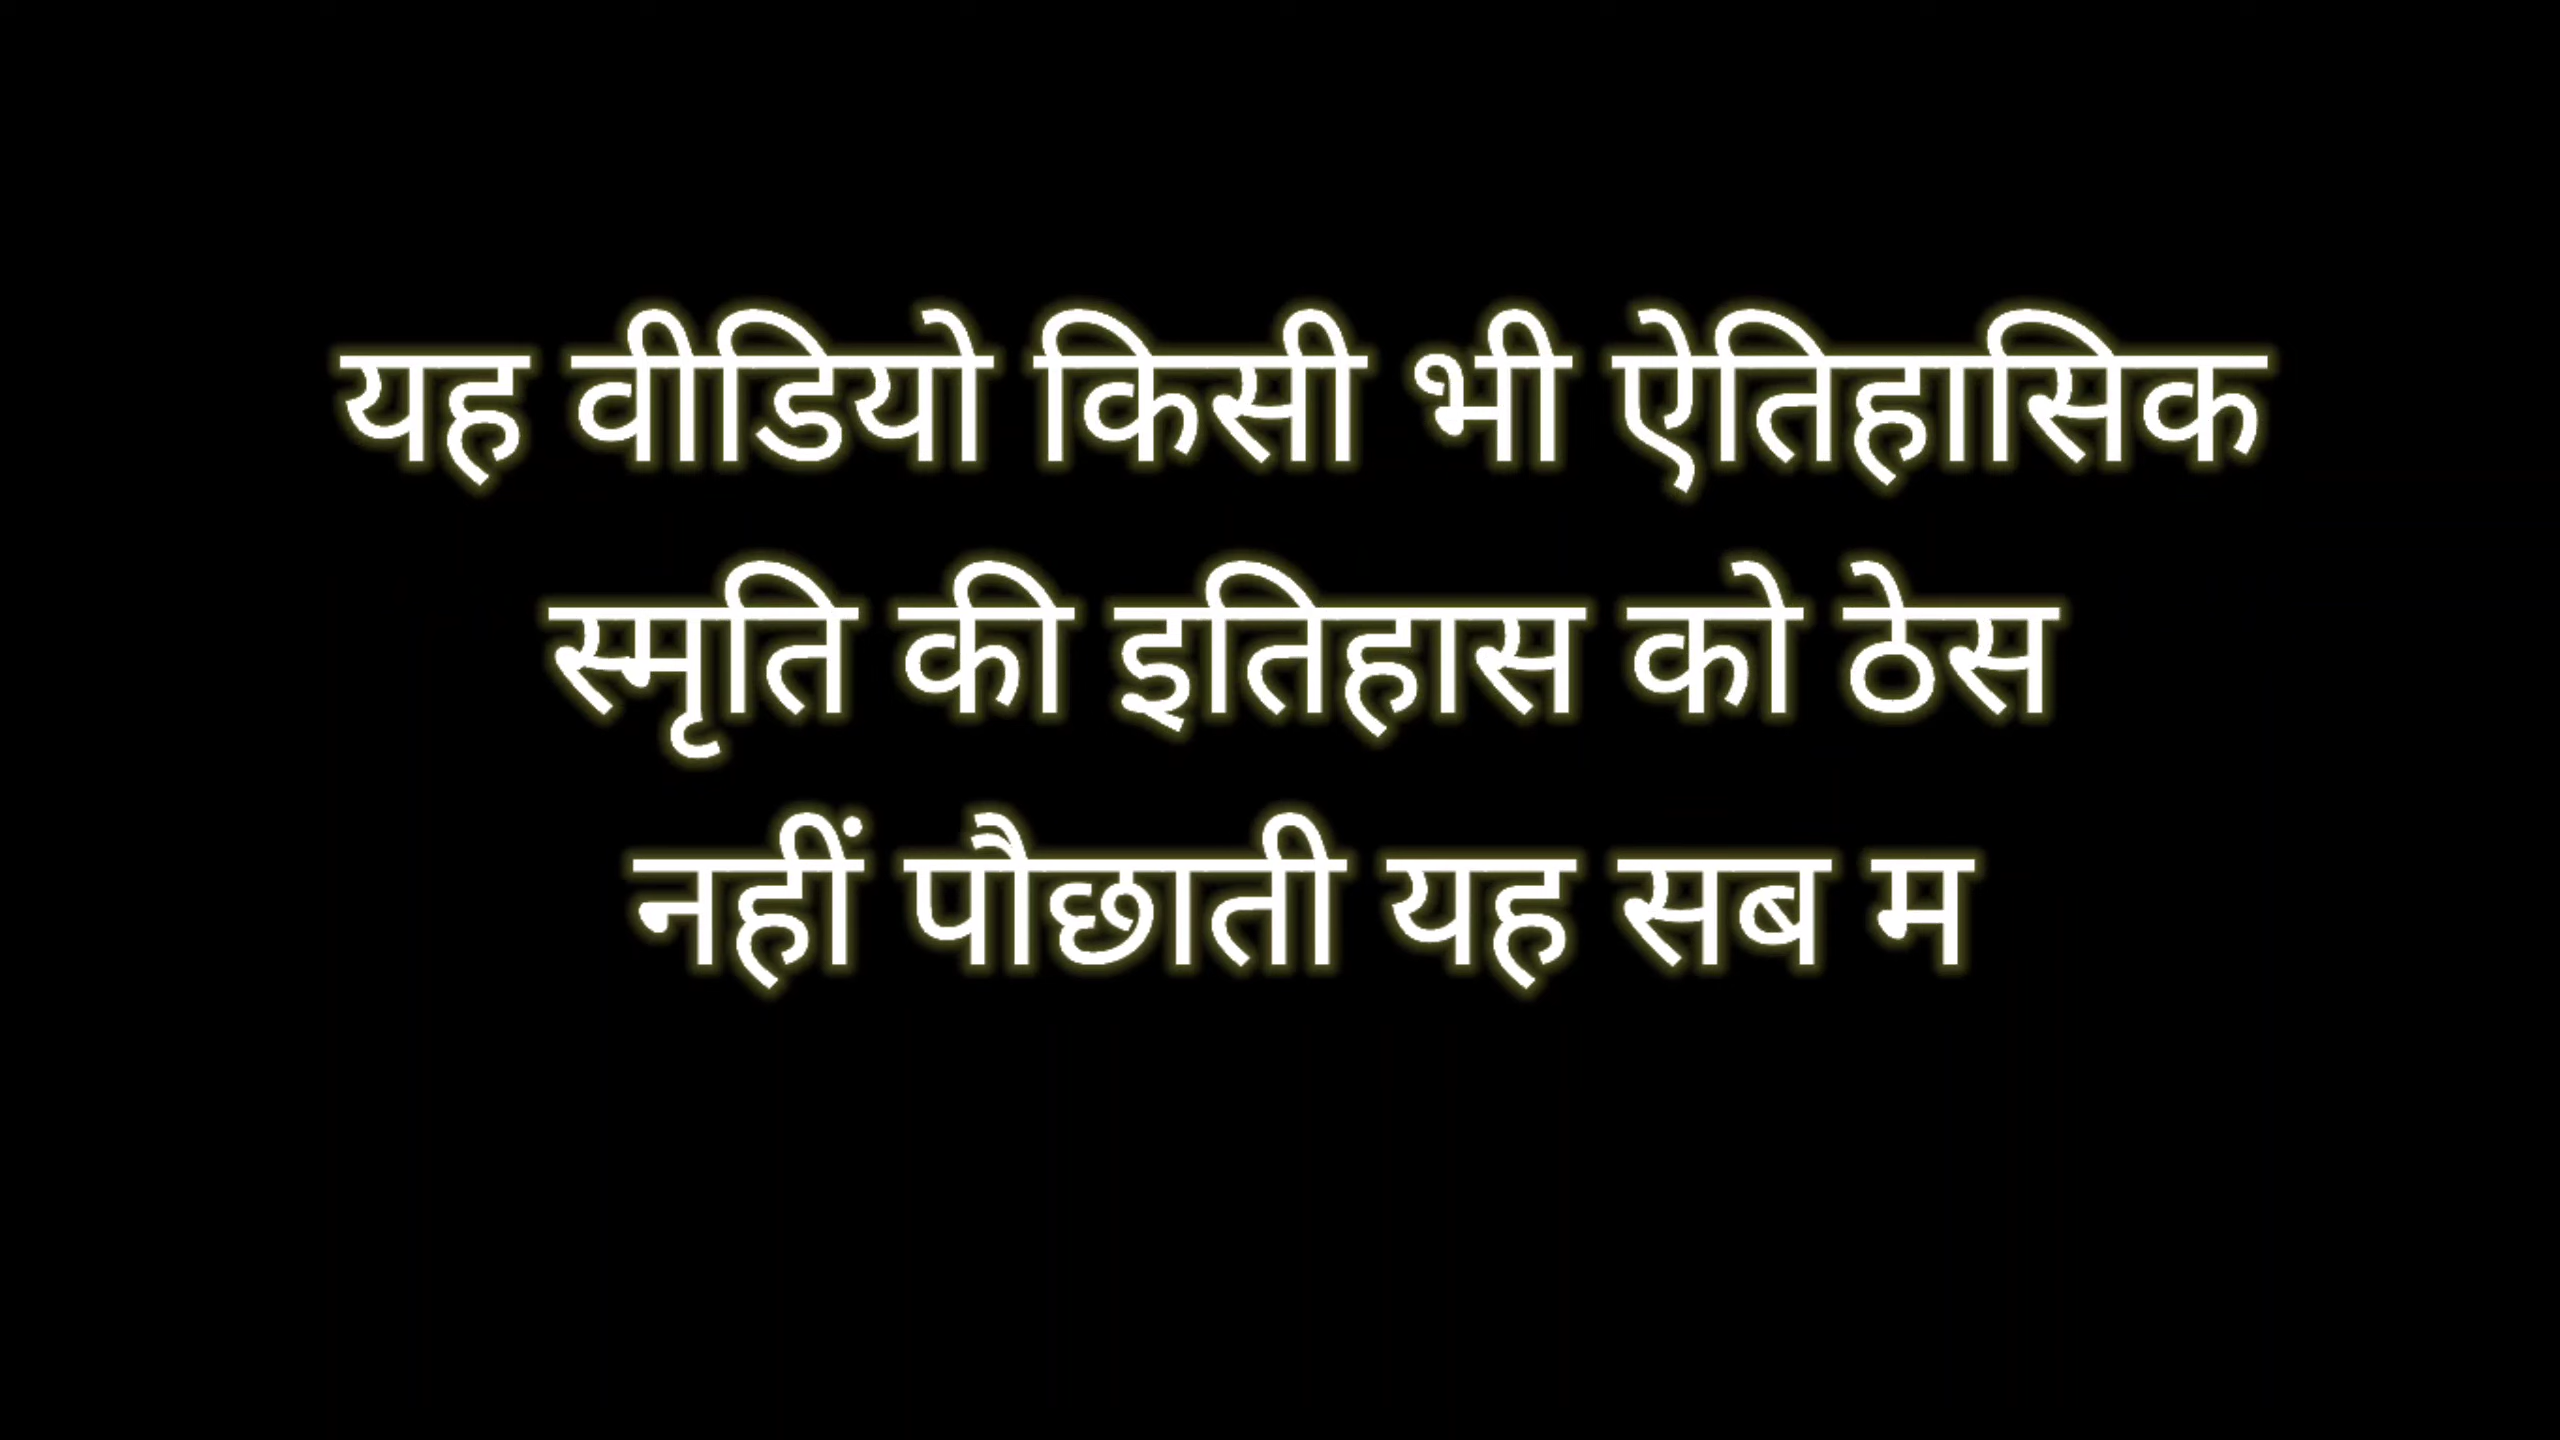 यह वीडियो किसी भी ऐतिहासिक
स्मृति की इतिहास को ठेस
नहीं पौछाती यह सब म